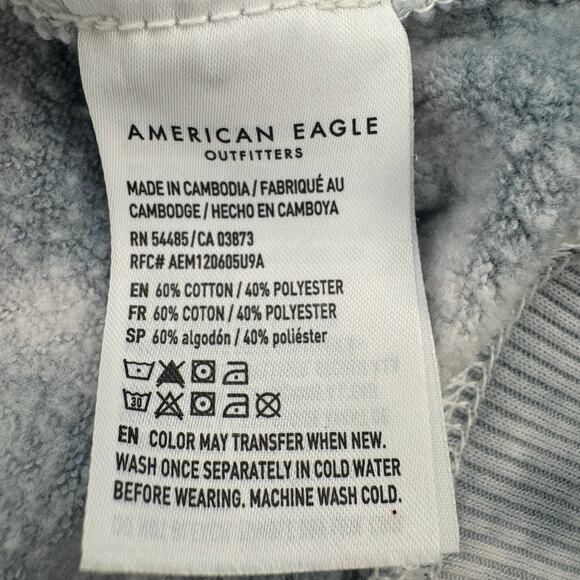 AMERICAN EAGLE
OUTFITTERS
MADE IN CAMBODIA / FABRIQUÉ AU
CAMBODGE / HECHO EN CAMBOYA
RN 54485/CA 03873
RFC# AEM120605U9A
EN 60% COTTON / 40% POLYESTER
FR 60% COTON / 40% POLYESTER
SP 60% algodón / 40% poliéster
30
EN COLOR MAY TRANSFER WHEN NEW.
WASH ONCE SEPARATELY IN COLD WATER
BEFORE WEARING. MACHINE WASH COLD.